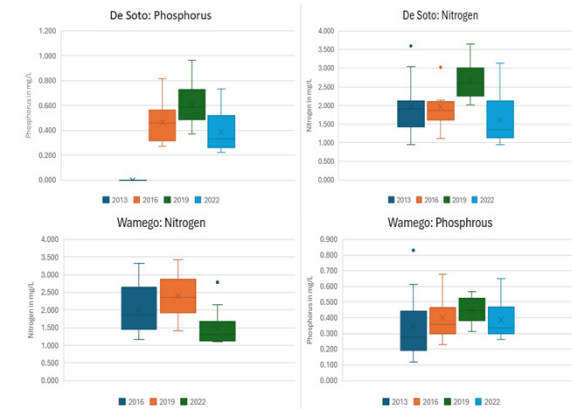 De Soto: Phosphorus
Phosphorus in mg/L
1.200
1.000
0.800
0.600
0.400
0.200
0.000
2013 2016 2019 2022
De Soto: Nitrogen
Nitrogen in mg/L
4.000
3.500
3.000
2.500
2.000
1.500
1.000
0.500
0.000
2013 2016 2019 2022
Wamego: Nitrogen
Nitrogen in mg/L
4.000
3.500
3.000
2.500
2.000
1.500
1.000
0.500
0.000
2016 2019 2022
Wamego: Phosphrous
Phosphorus in mg/L
0.900
0.800
0.700
0.600
0.500
0.400
0.300
0.200
0.100
0.000
2013 2016 2019 2022